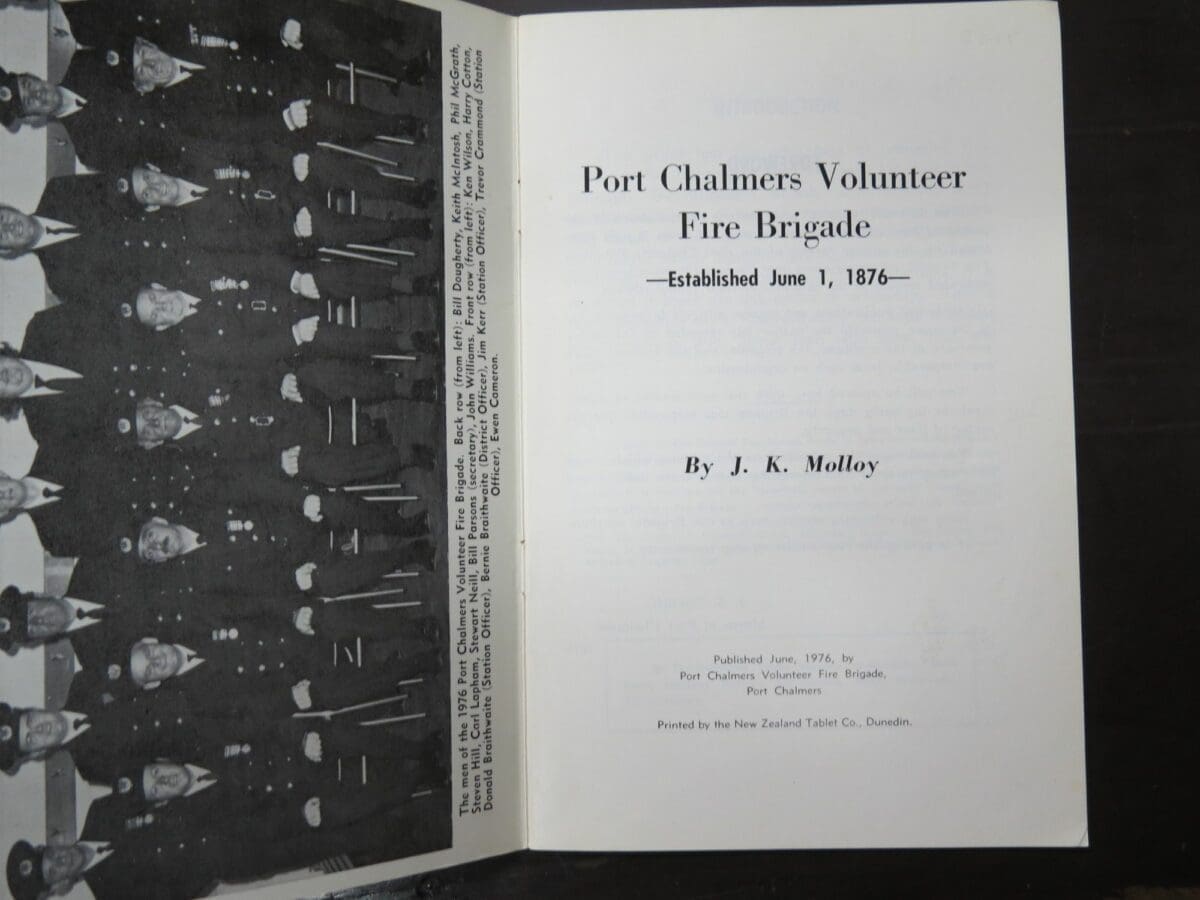 The men of the 1976 Port Chalmers Volunteer Fire Brigade. Back row (from left): Bill Dougherty, Keith McIntosh, Phil McGrath,
Steven Hill, Carl Lapham, Stewart Neill, Bill Parsons (secretary), John Williams. Front row (from left): Ken Wilson, Harry Cotton,
Donald Braithwaite (Station Officer), Bernie Braithwaite (District Officer), Jim Kerr (Station Officer), Trevor Crammond (Station
Officer), Ewen Cameron.
Port Chalmers Volunteer
Fire Brigade
—Established June 1, 1876—
By J. K. Molloy
Published June, 1976, by
Port Chalmers Volunteer Fire Brigade,
Port Chalmers
Printed by the New Zealand Tablet Co., Dunedin.